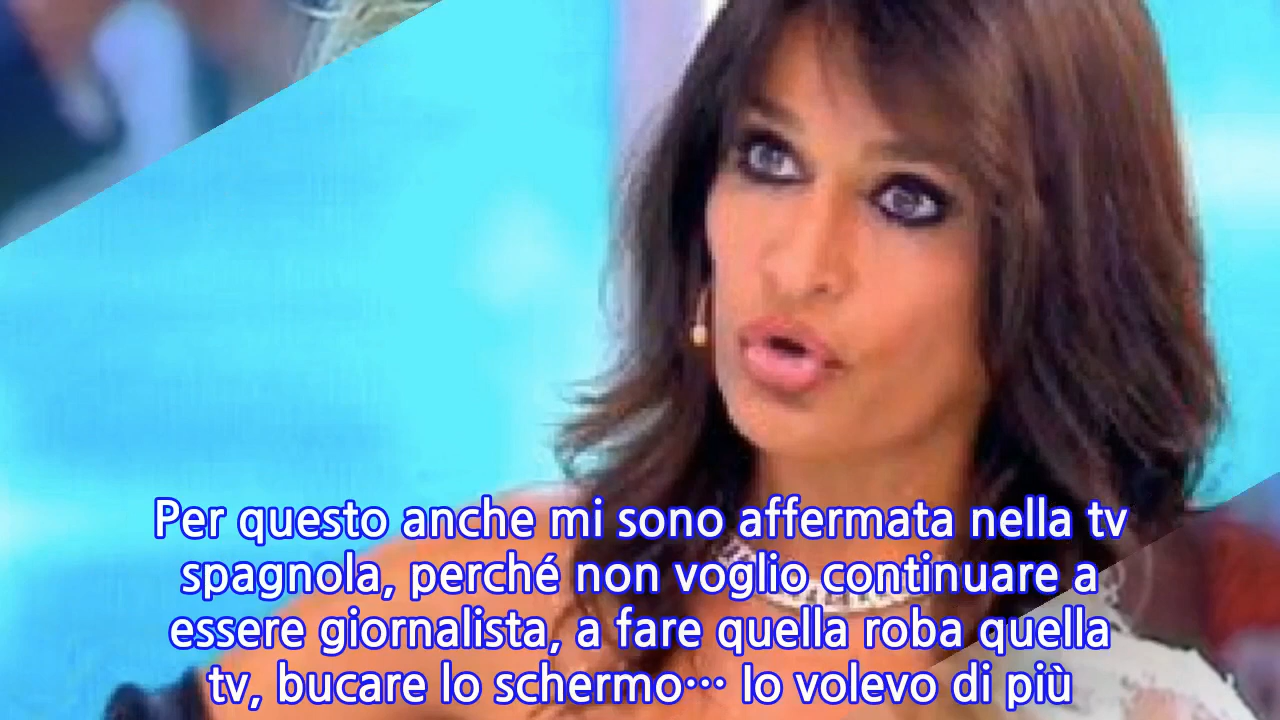 Per questo anche mi sono affermata nella tv
spagnola, perché non voglio continuare a
essere giornalista, a fare quella roba quella
tv, bucare lo schermo… Io volevo di più